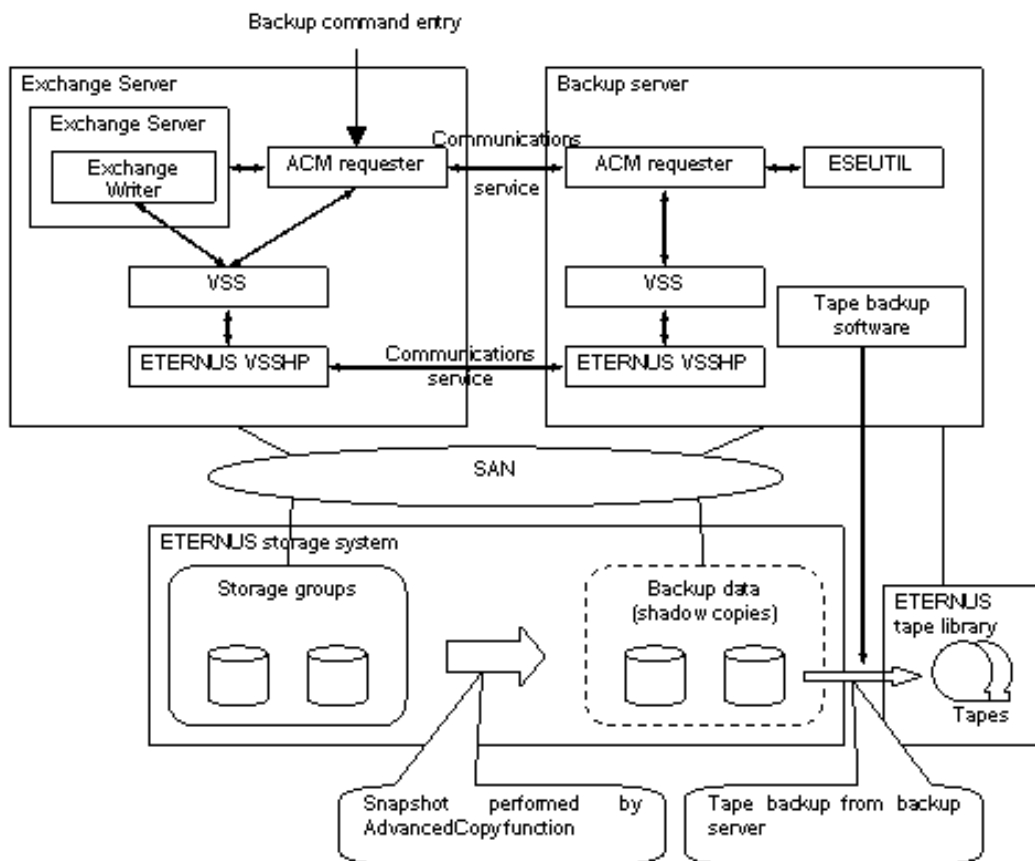 Backup command entry
Exchange Server
Backup server
Exchange Server
Exchange
Writer
ACM requester
Communications
service
ACM requester
ESEUTIL
VSS
VSS
Tape backup
software
ETERNUS VSSHP
Communications
service
ETERNUS VSSHP
SAN
ETERNUS storage system
Storage groups
Backup data
(shadow copies)
ETERNUS
tape library
Tapes
Snapshot performed by
AdvancedCopy function
Tape backup from backup
server